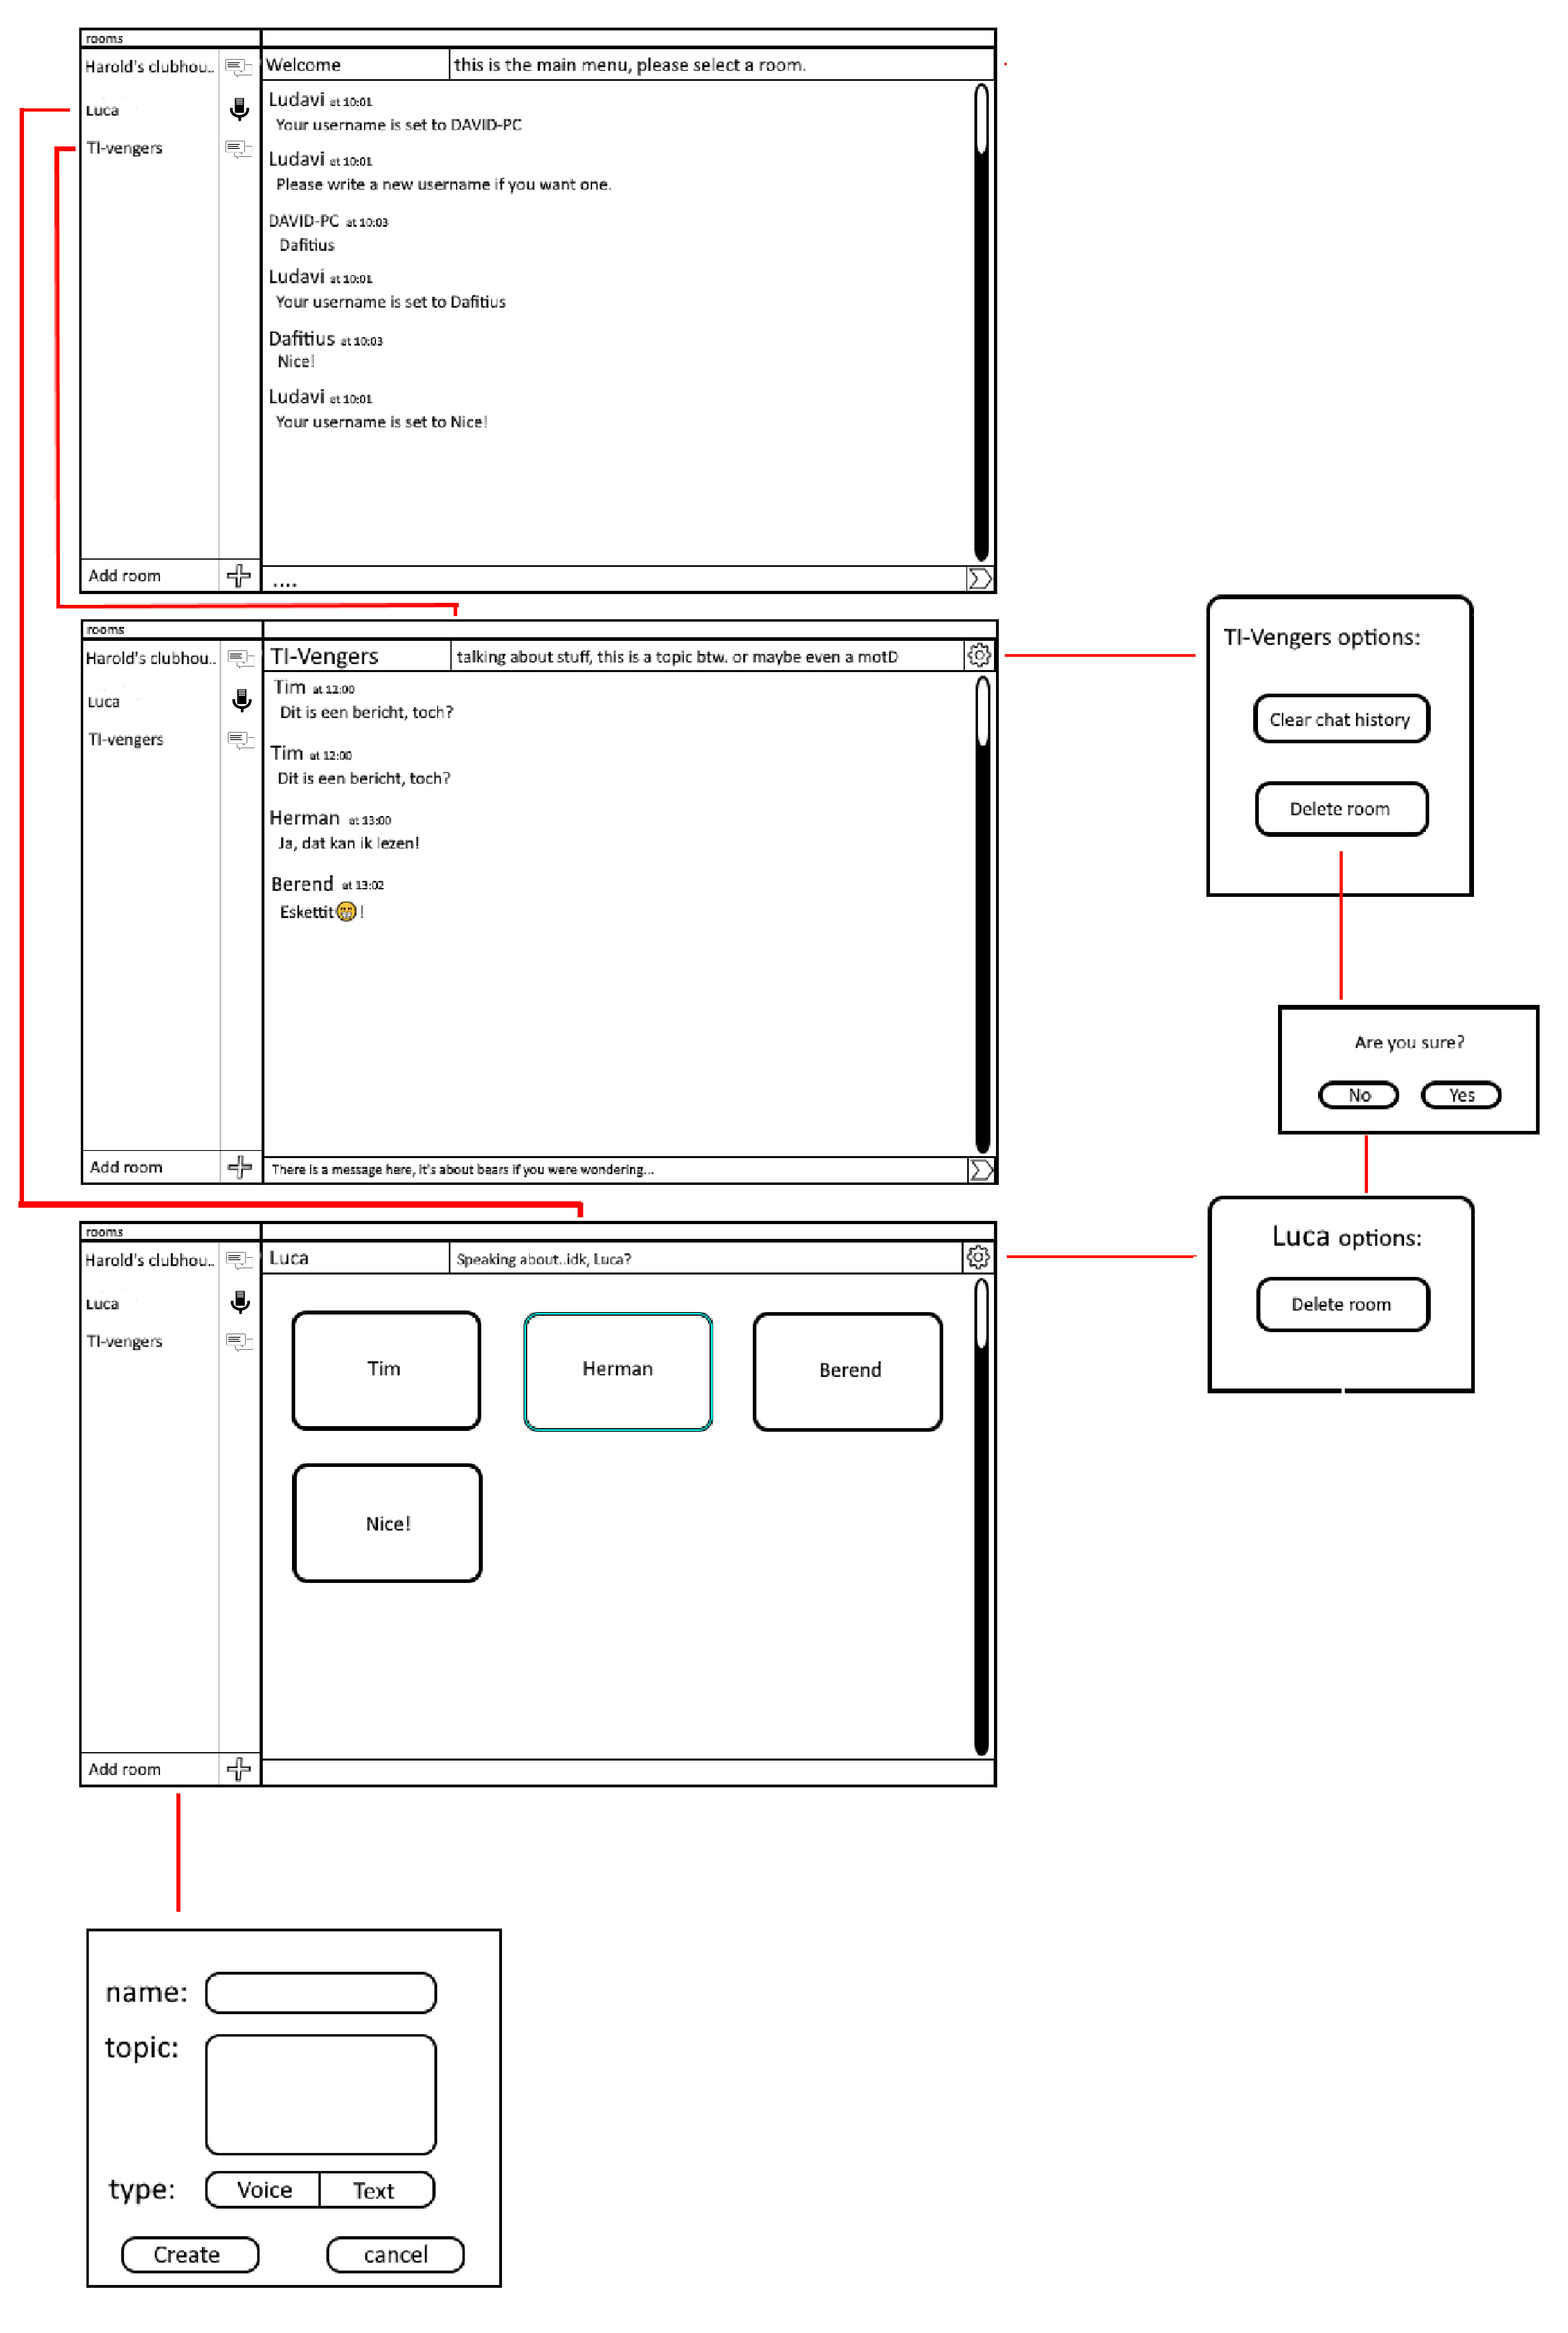 rooms
Harold's clubhou..
Luca
TI-vengers
Add room
Welcome
this is the main menu, please select a room.
Ludavi at 10:01
Your username is set to DAVID-PC
Ludavi at 10:01
Please write a new username if you want one.
DAVID-PC at 10:03
Dafitius
Ludavi at 10:01
Your username is set to Dafitius
Dafitius at 10:03
Nice!
Ludavi at 10:01
Your username is set to Nice!
....
rooms
Harold's clubhou..
Luca
TI-vengers
Add room
TI-Vengers
talking about stuff, this is a topic btw. or maybe even a motD
Tim at 12:00
Dit is een bericht, toch?
Tim at 12:00
Dit is een bericht, toch?
Herman at 13:00
Ja, dat kan ik lezen!
Berend at 13:02
Eskettit😁!
There is a message here, it's about bears if you were wondering...
TI-Vengers options:
Clear chat history
Delete room
Are you sure?
No Yes
Luca options:
Delete room
rooms
Harold's clubhou..
Luca
TI-vengers
Add room
Luca
Speaking about..idk, Luca?
Tim Herman Berend
Nice!
name:
topic:
type: Voice Text
Create cancel